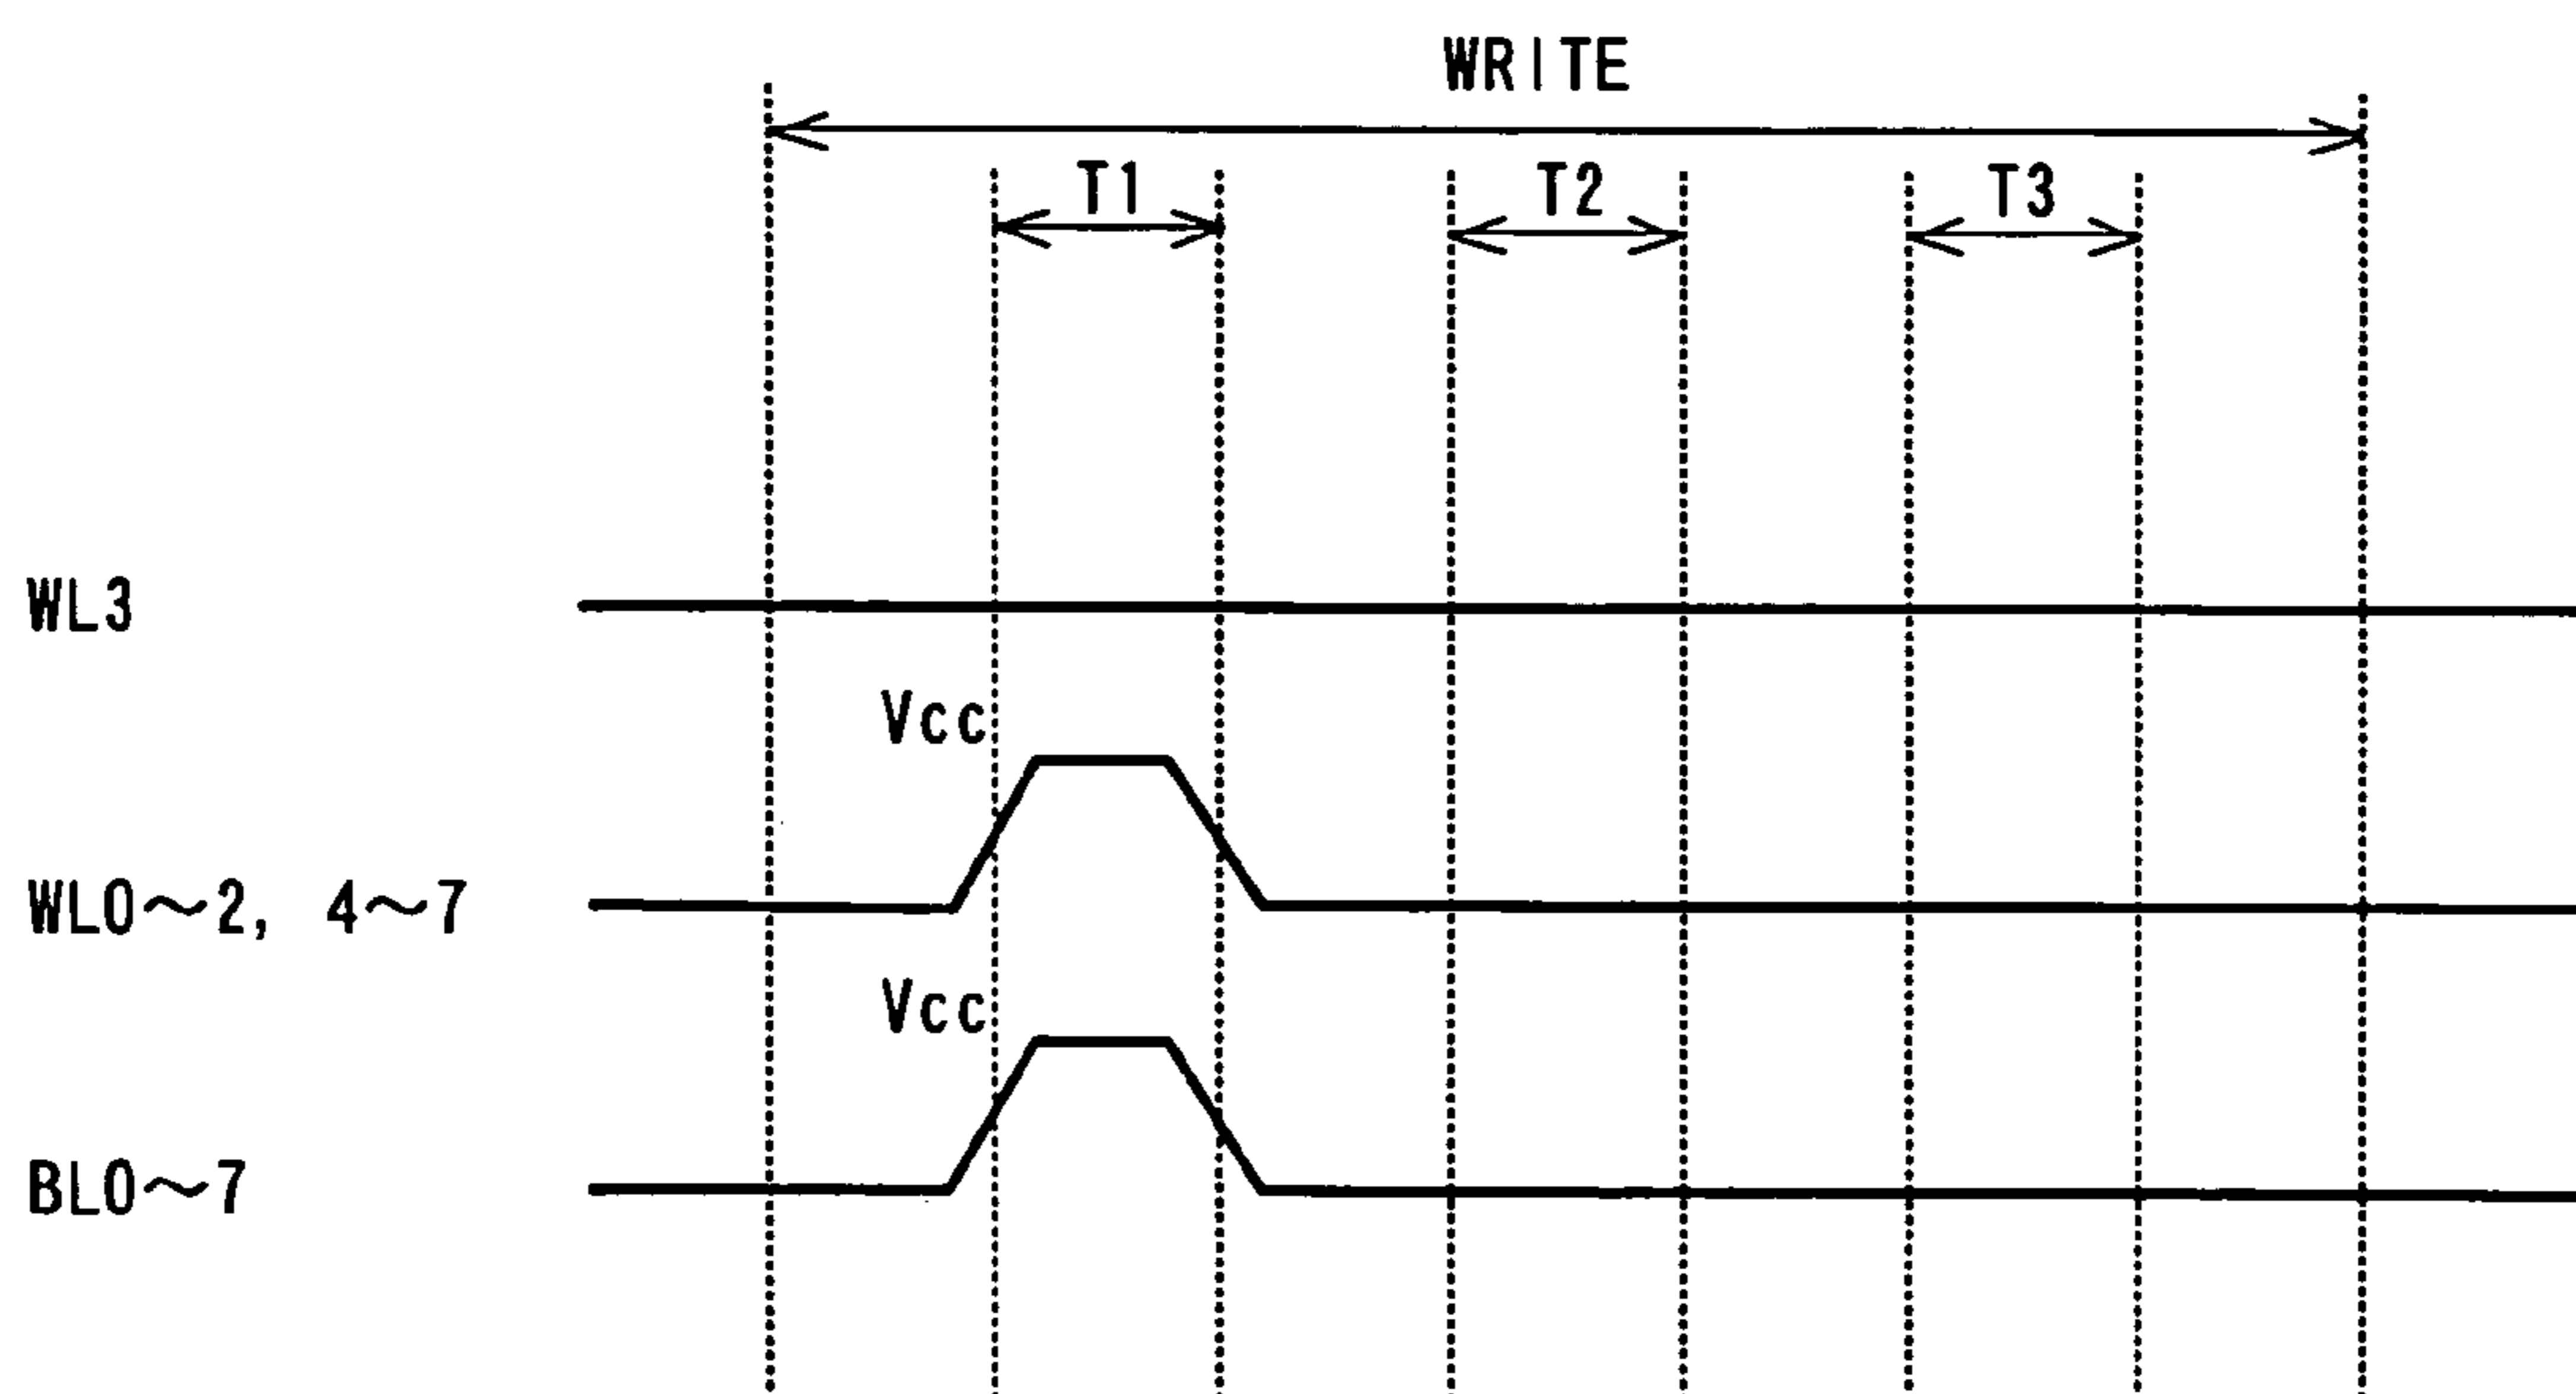 WRITE
T1 T2 T3
WL3
Vcc
WL0～2, 4～7
Vcc
BL0～7